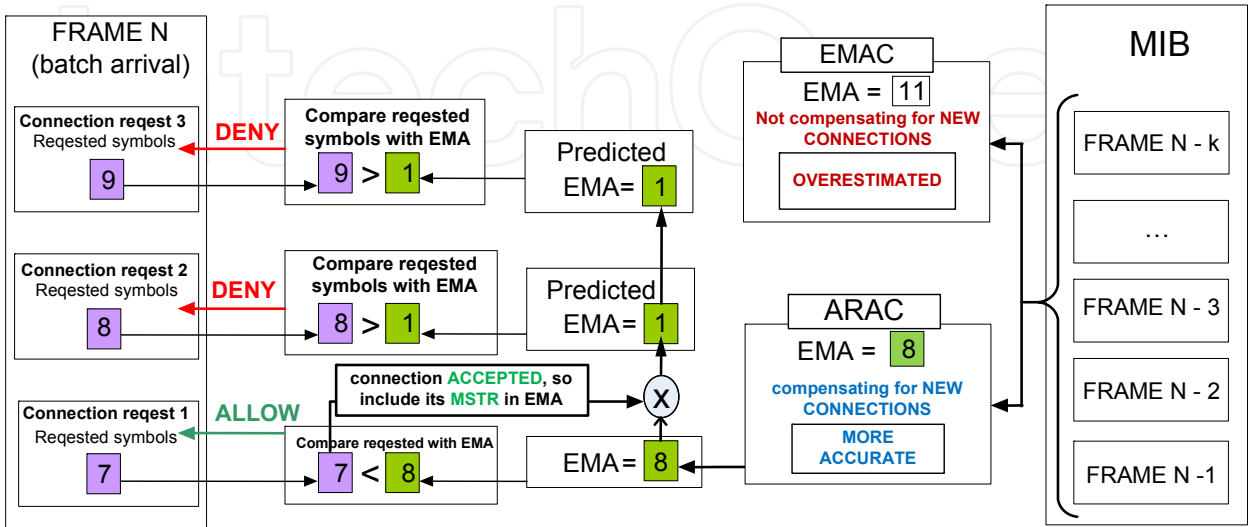 FRAME N
(batch arrival)
Connection reqest 3
Reqested symbols
9
DENY
Compare reqested
symbols with EMA
9 > 1
Predicted
EMA= 1
Connection reqest 2
Reqested symbols
8
DENY
Compare reqested
symbols with EMA
8 > 1
Predicted
EMA= 1
connection ACCEPTED, so
include its MSTR in EMA
X
Connection reqest 1
Reqested symbols
7
ALLOW
Compare reqested with EMA
7 < 8
EMA= 8
EMAC
EMA = 11
Not compensating for NEW
CONNECTIONS
OVERESTIMATED
ARAC
EMA = 8
compensating for NEW
CONNECTIONS
MORE
ACCURATE
MIB
FRAME N - k
...
FRAME N - 3
FRAME N - 2
FRAME N -1